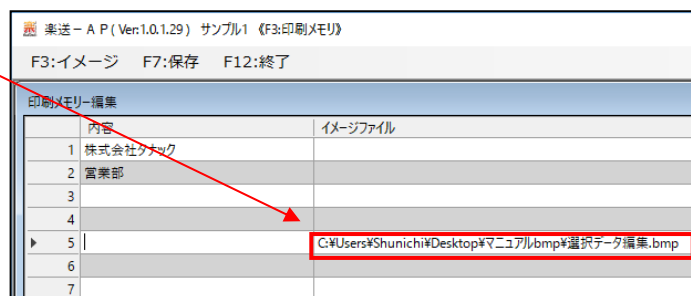 楽送－ＡＰ( Ver:1.0.1.29 ) サンプル1 《F3:印刷メモリ》
F3:イメージ F7:保存 F12:終了
印刷メモリー編集
内容 イメージファイル
1 株式会社タナック
2 営業部
3
4
5 C:¥Users¥Shunichi¥Desktop¥マニュアルbmp¥選択データ編集.bmp
6
7